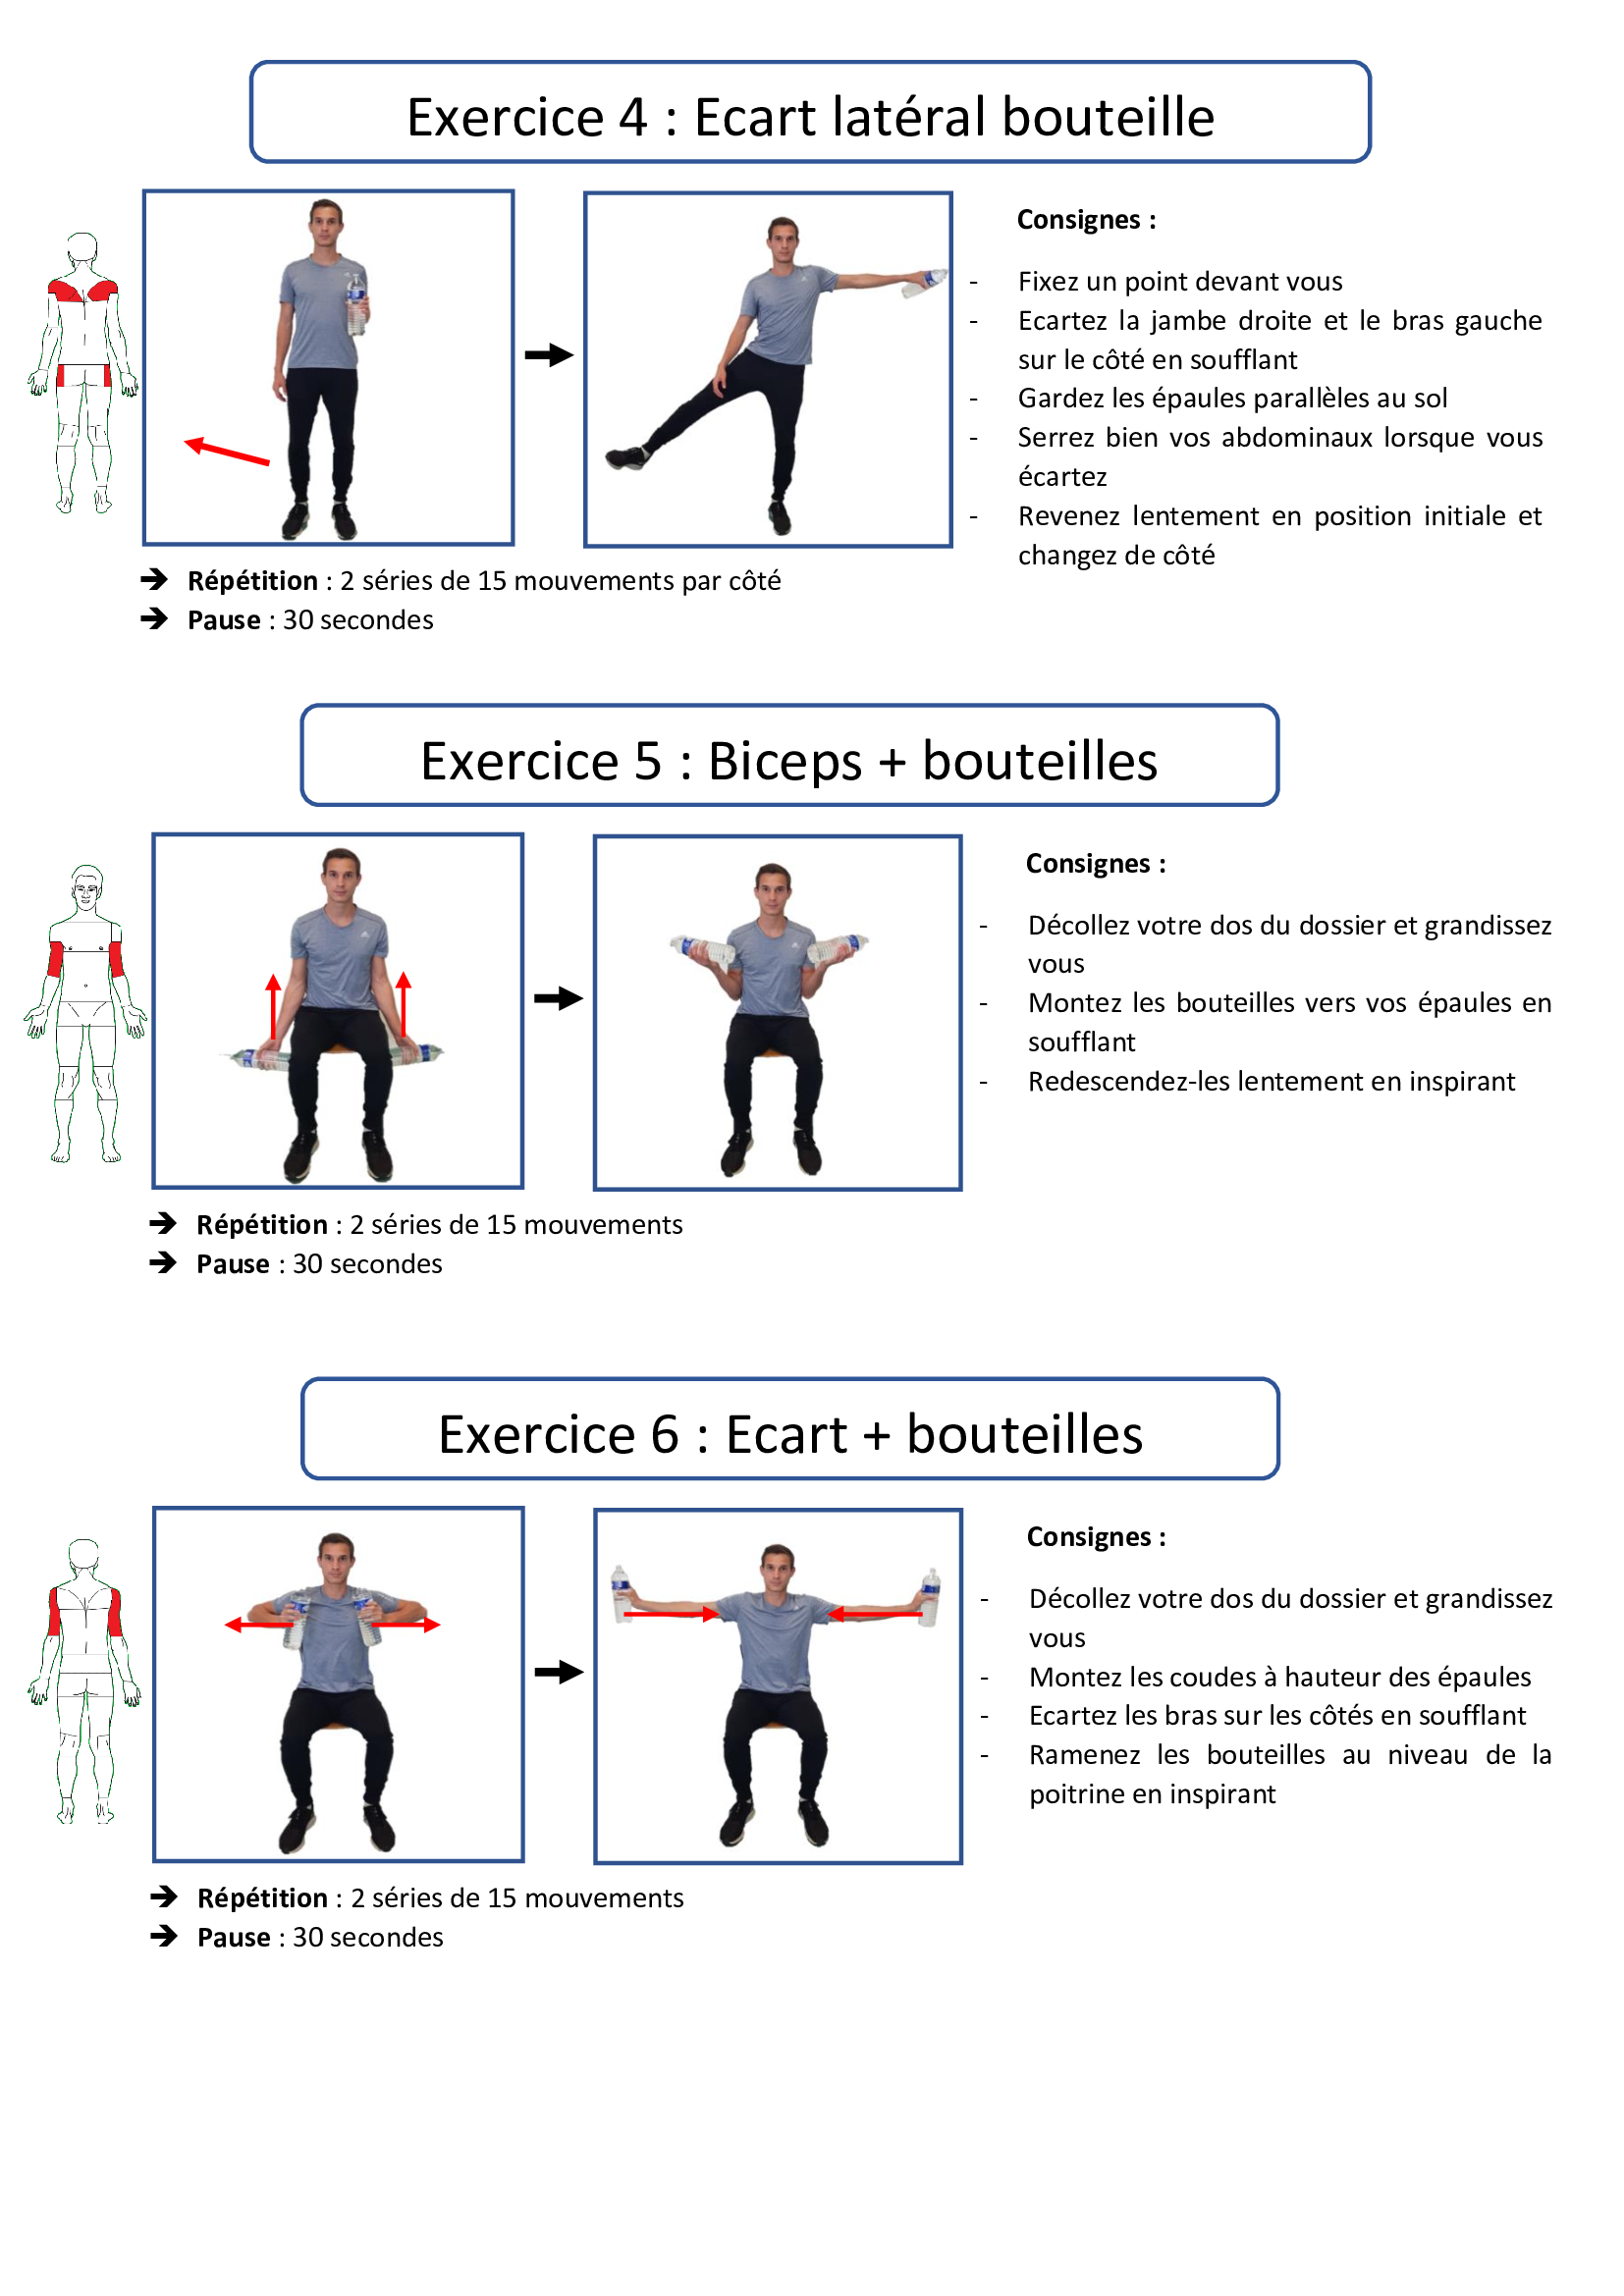 Exercice 4 : Ecart latéral bouteille
Consignes :
- Fixez un point devant vous
- Ecartez la jambe droite et le bras gauche
sur le côté en soufflant
- Gardez les épaules parallèles au sol
- Serrez bien vos abdominaux lorsque vous
écartez
- Revenez lentement en position initiale et
changez de côté
➔ Répétition : 2 séries de 15 mouvements par côté
➔ Pause : 30 secondes
Exercice 5 : Biceps + bouteilles
Consignes :
- Décollez votre dos du dossier et grandissez
vous
- Montez les bouteilles vers vos épaules en
soufflant
- Redescendez-les lentement en inspirant
➔ Répétition : 2 séries de 15 mouvements
➔ Pause : 30 secondes
Exercice 6 : Ecart + bouteilles
Consignes :
- Décollez votre dos du dossier et grandissez
vous
- Montez les coudes à hauteur des épaules
- Ecartez les bras sur les côtés en soufflant
- Ramenez les bouteilles au niveau de la
poitrine en inspirant
➔ Répétition : 2 séries de 15 mouvements
➔ Pause : 30 secondes